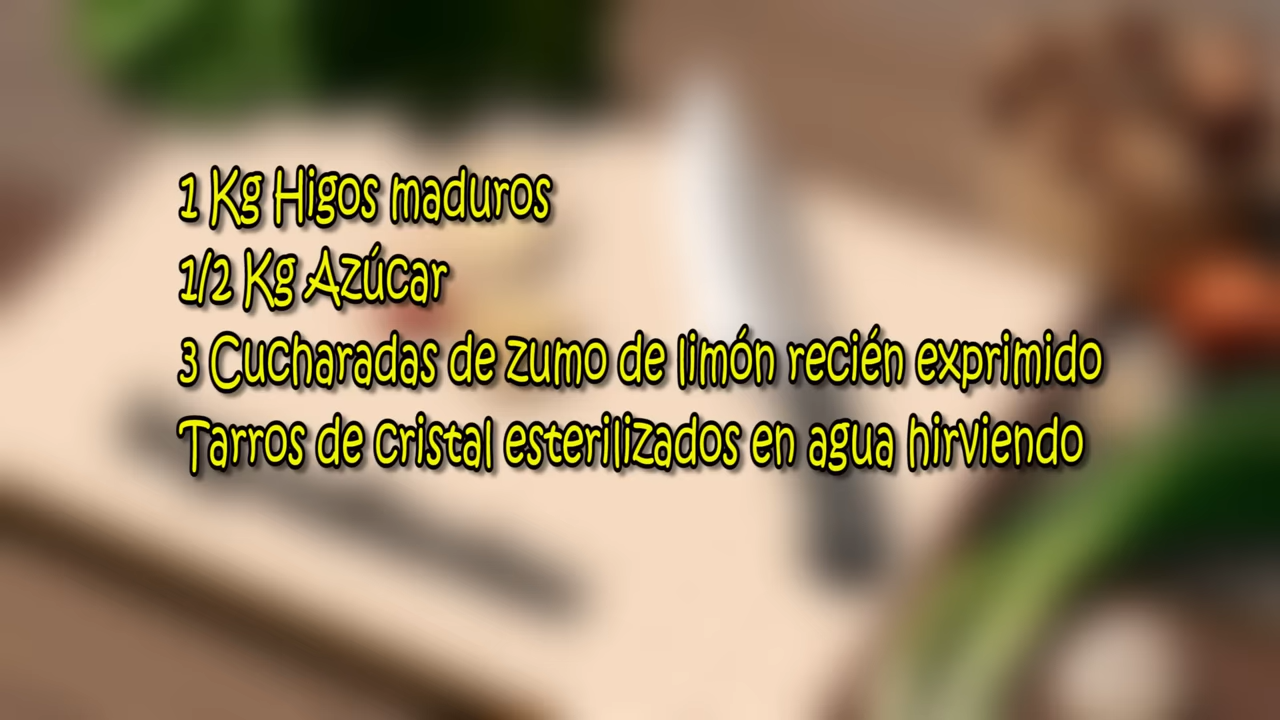 1 Kg Higos maduros
1/2 Kg Azúcar
3 Cucharadas de zumo de limón recién exprimido
Tarros de cristal esterilizados en agua hirviendo